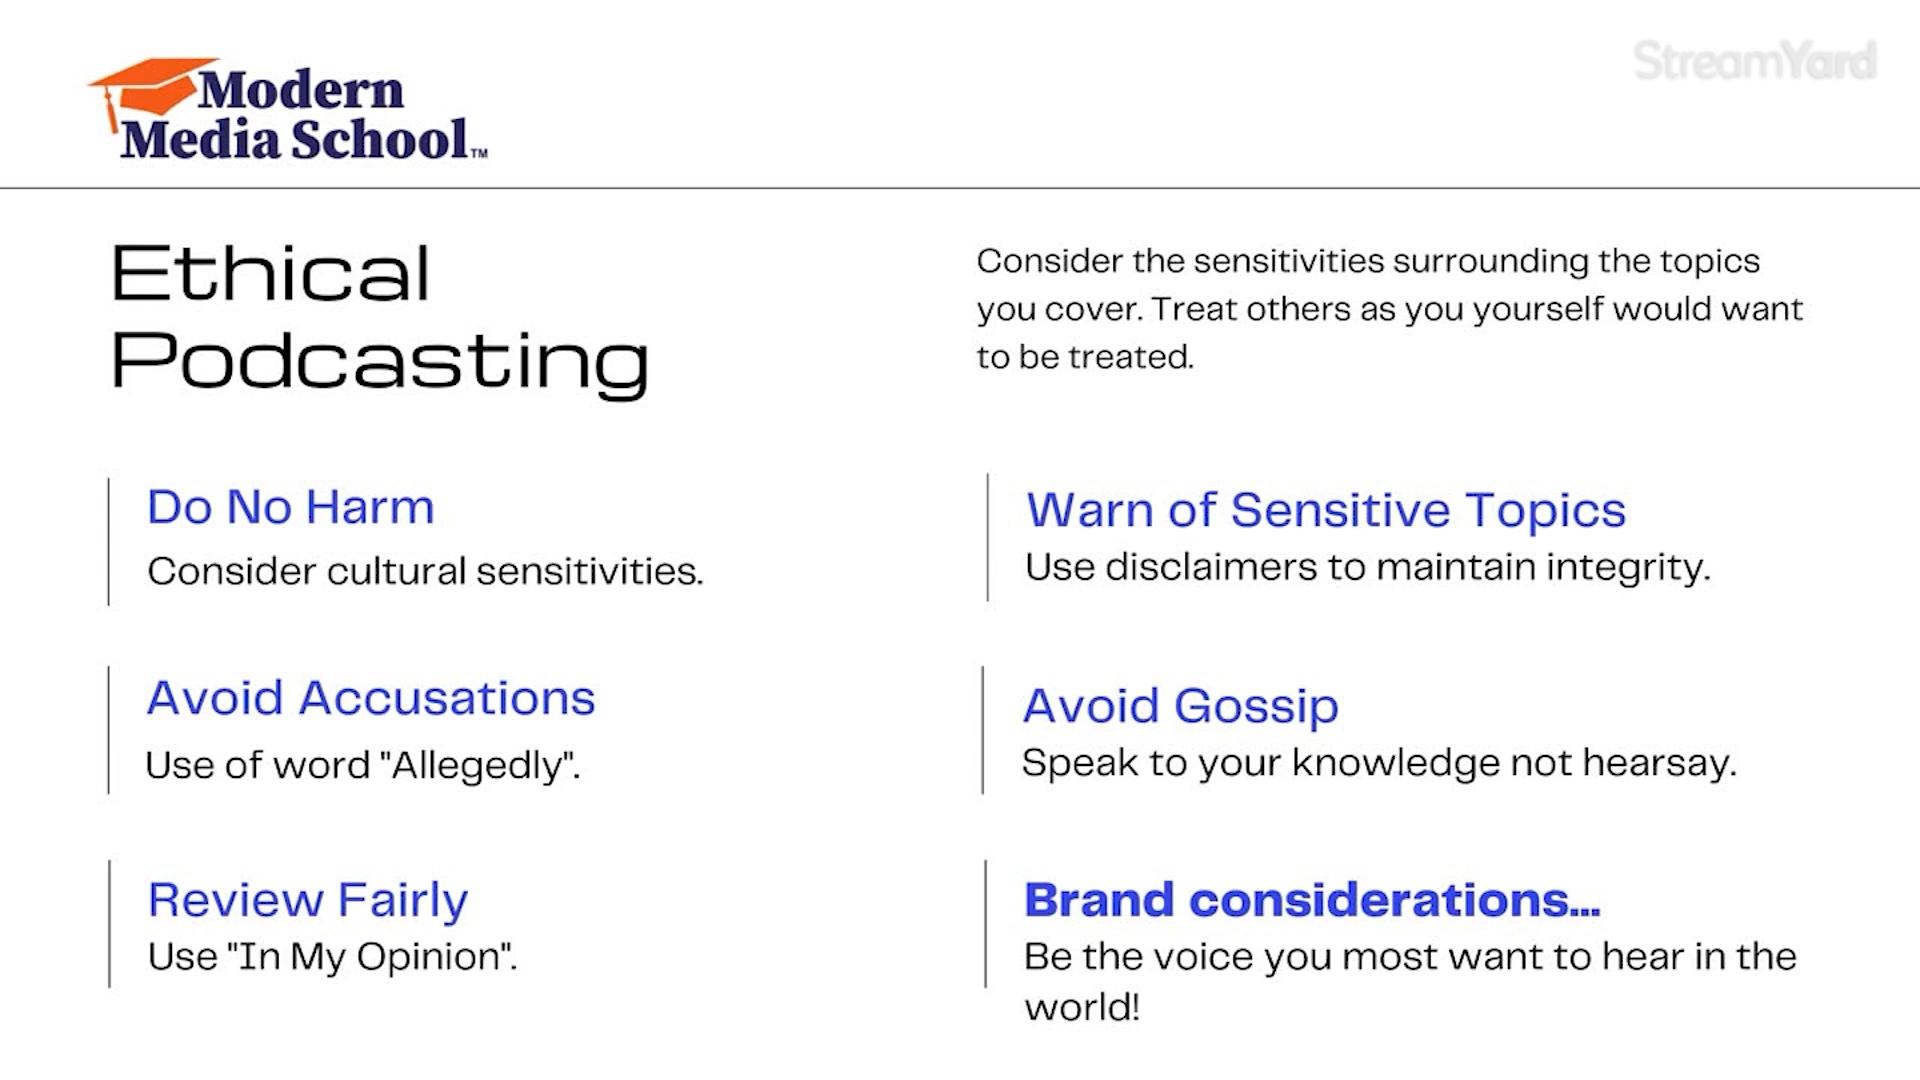 Modern
Media School™
StreamYard
Ethical
Podcasting
Consider the sensitivities surrounding the topics
you cover. Treat others as you yourself would want
to be treated.
Do No Harm
Consider cultural sensitivities.
Warn of Sensitive Topics
Use disclaimers to maintain integrity.
Avoid Accusations
Use of word "Allegedly".
Avoid Gossip
Speak to your knowledge not hearsay.
Review Fairly
Use "In My Opinion".
Brand considerations...
Be the voice you most want to hear in the
world!